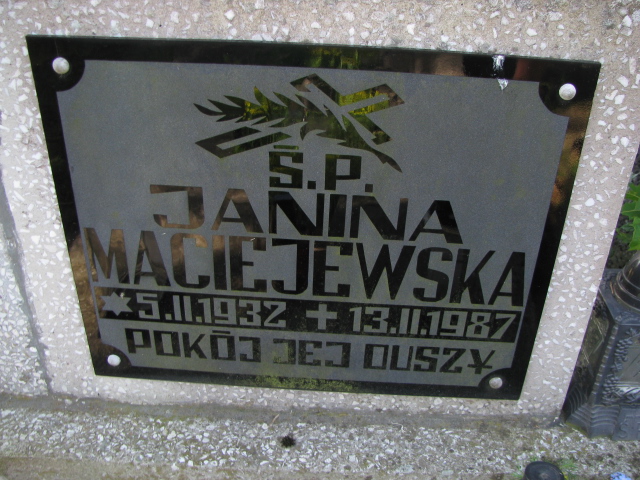 Ś.P.
JANINA
MACIEJEWSKA
* 5.II.1932 + 13.II.1987
POKÓJ JEJ DUSZY